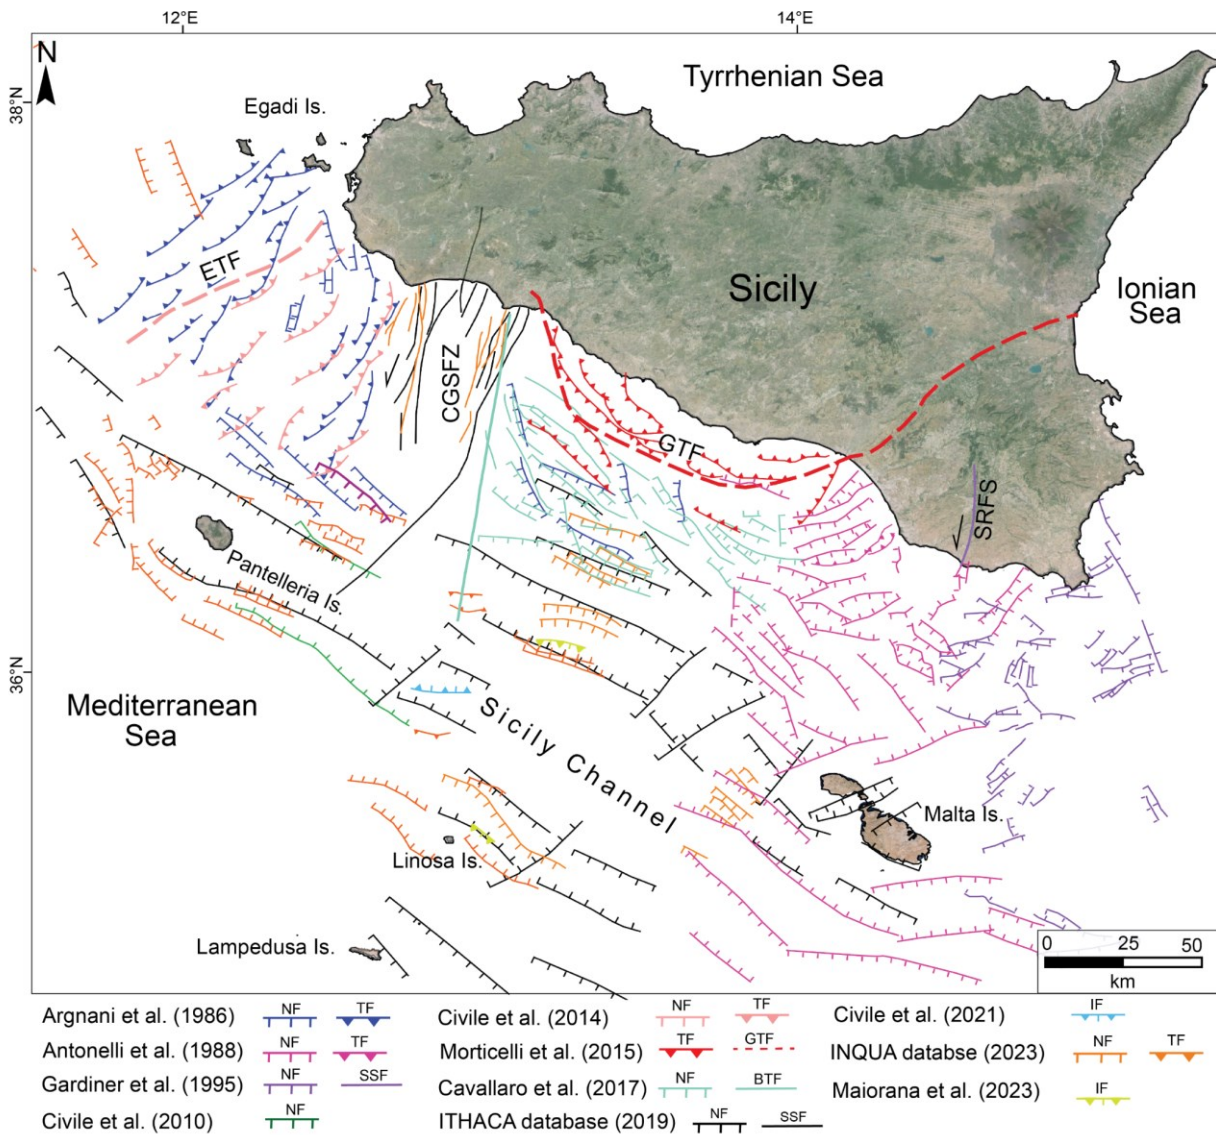 12°E
14°E
N
38°N
Tyrrhenian Sea
Egadi Is.
ETF
Sicily
Ionian
Sea
CGSFZ
GTF
SRFS
Pantelleria Is.
36°N
Mediterranean
Sea
Sicily Channel
Malta Is.
Linosa Is.
Lampedusa Is.
0 25 50
km
Argnani et al. (1986) NF TF
Antonelli et al. (1988) NF TF
Gardiner et al. (1995) NF SSF
Civile et al. (2010) NF
Civile et al. (2014) NF TF
Morticelli et al. (2015) TF GTF
Cavallaro et al. (2017) NF BTF
ITHACA database (2019) NF SSF
Civile et al. (2021) IF
INQUA databse (2023) NF TF
Maiorana et al. (2023) IF